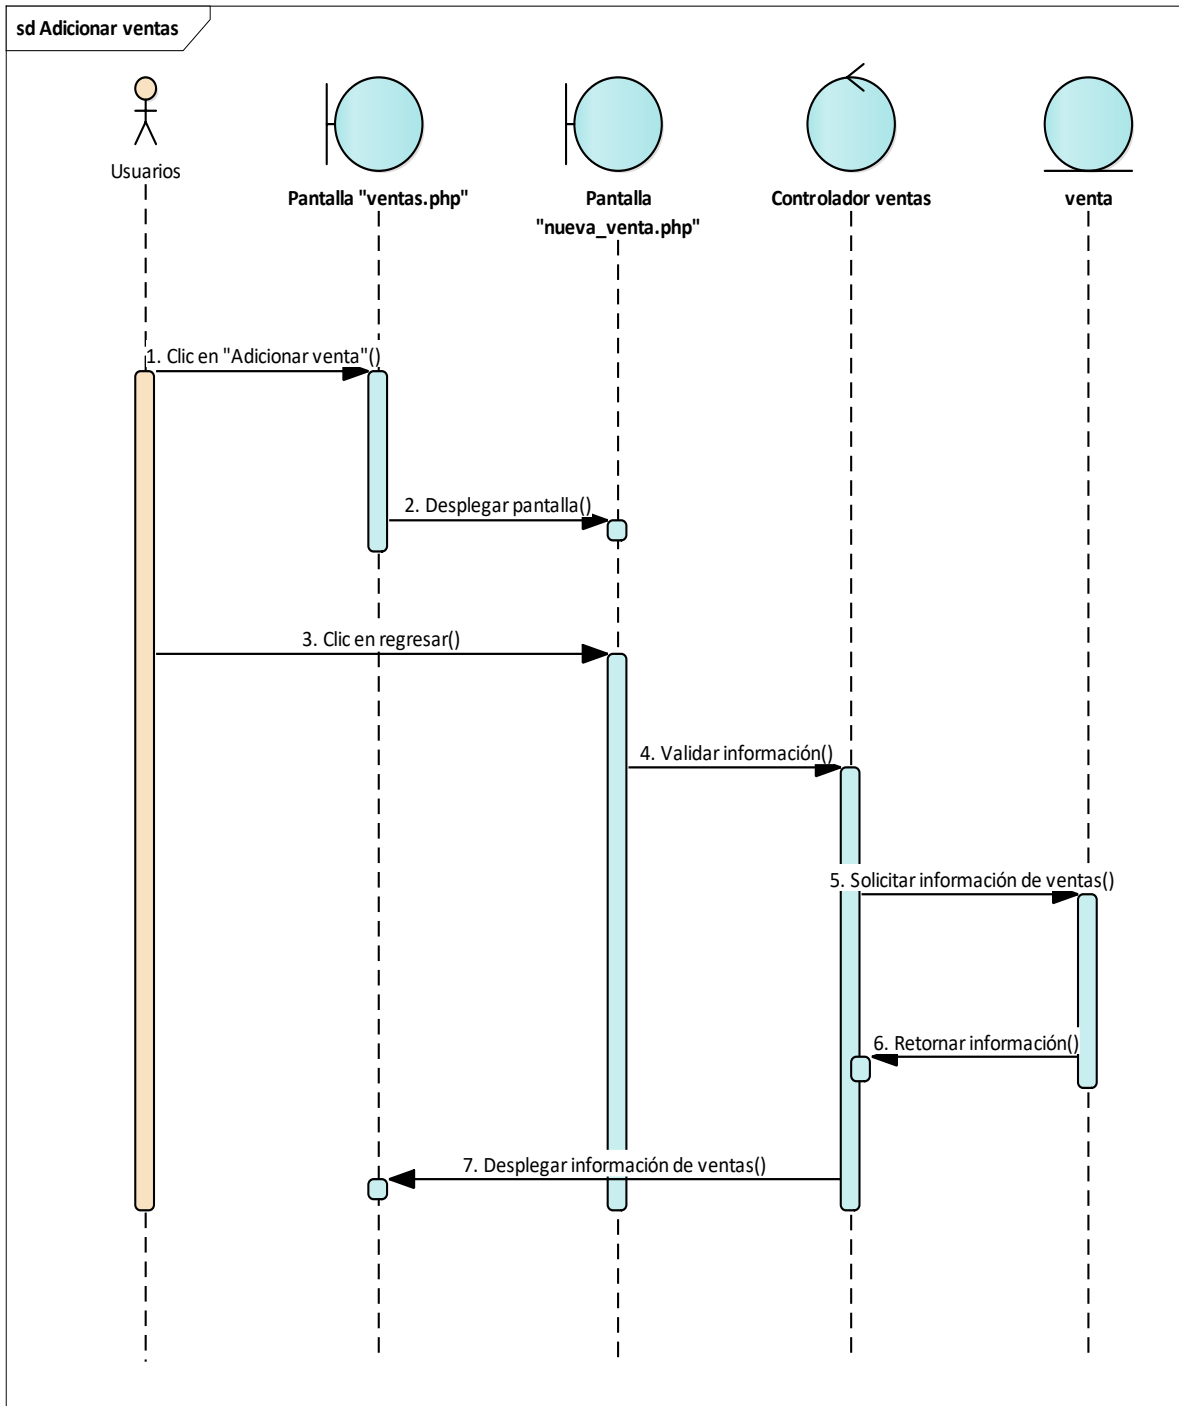 sd Adicionar ventas
Usuarios
Pantalla "ventas.php"
Pantalla
"nueva_venta.php"
Controlador ventas
venta
1. Clic en "Adicionar venta"()
2. Desplegar pantalla()
3. Clic en regresar()
4. Validar información()
5. Solicitar información de ventas()
6. Retornar información()
7. Desplegar información de ventas()